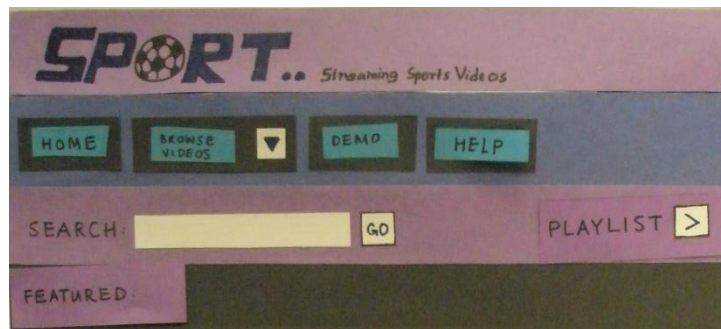 SPORT.. Streaming Sports Videos
HOME BROWSE VIDEOS ▼ DEMO HELP
SEARCH: GO PLAYLIST >
FEATURED: